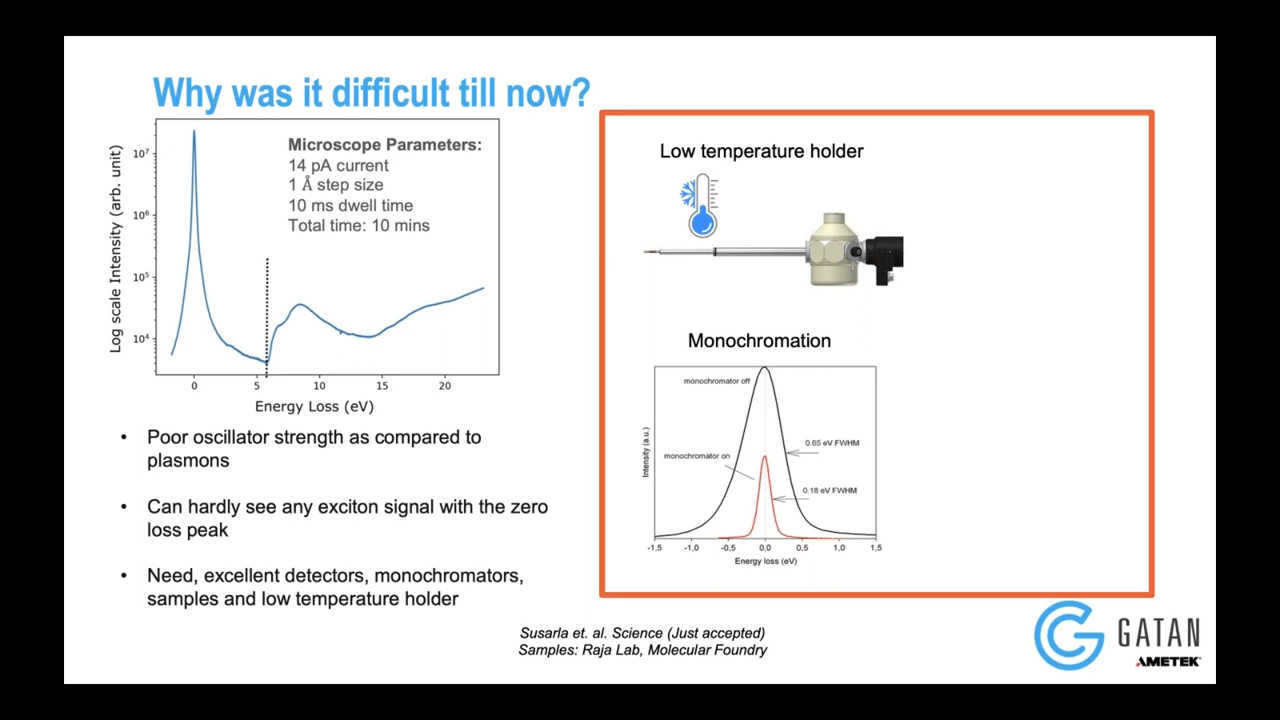 Why was it difficult till now?
Log scale Intensity (arb. unit)
10⁷
10⁶
10⁵
10⁴
Microscope Parameters:
14 pA current
1 Å step size
10 ms dwell time
Total time: 10 mins
0 5 10 15 20
Energy Loss (eV)
• Poor oscillator strength as compared to
plasmons
• Can hardly see any exciton signal with the zero
loss peak
• Need, excellent detectors, monochromators,
samples and low temperature holder
Low temperature holder
Monochromation
Intensity (a.u.)
monochromator off
0.65 eV FWHM
monochromator on
0.18 eV FWHM
-1,5 -1,0 -0,5 0,0 0,5 1,0 1,5
Energy loss (eV)
Susarla et. al. Science (Just accepted)
Samples: Raja Lab, Molecular Foundry
GATAN
AMETEK®